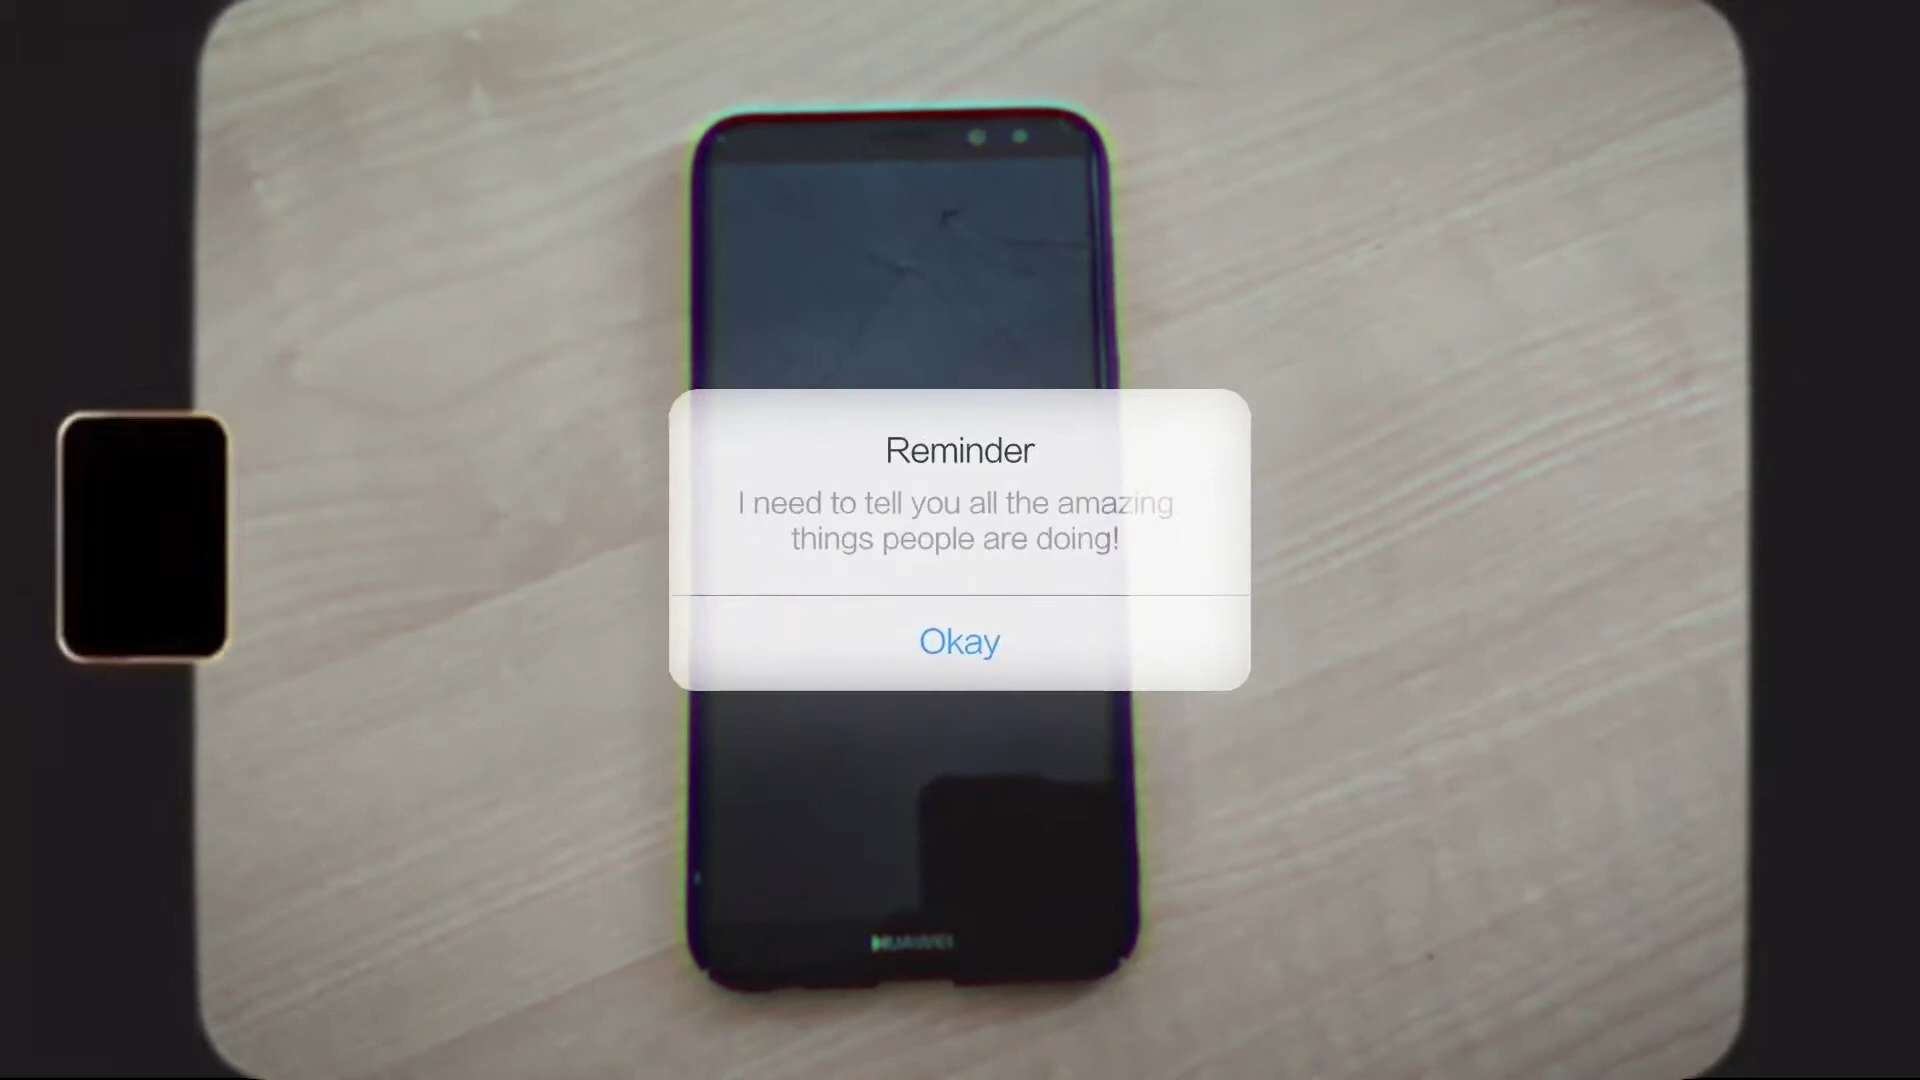 Reminder
I need to tell you all the amazing
things people are doing!
Okay
HUAWEI